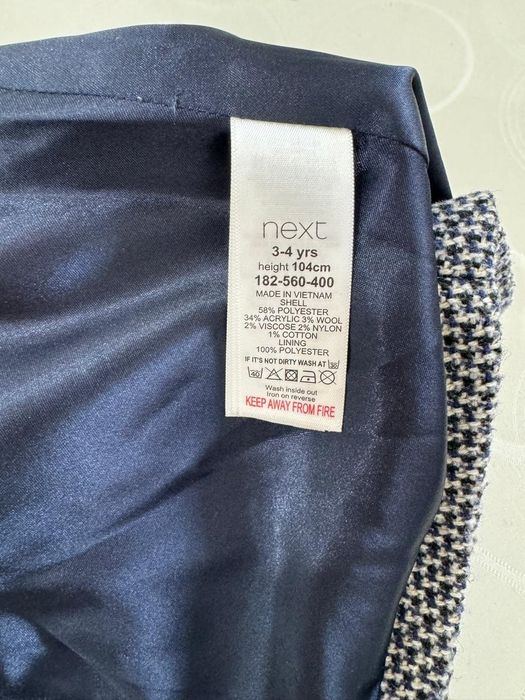 next
3-4 yrs
height 104cm
182-560-400
MADE IN VIETNAM
SHELL
58% POLYESTER
34% ACRYLIC 3% WOOL
2% VISCOSE 2% NYLON
1% COTTON
LINING
100% POLYESTER
IF IT'S NOT DIRTY WASH AT 30
40
Wash inside out
Iron on reverse
KEEP AWAY FROM FIRE